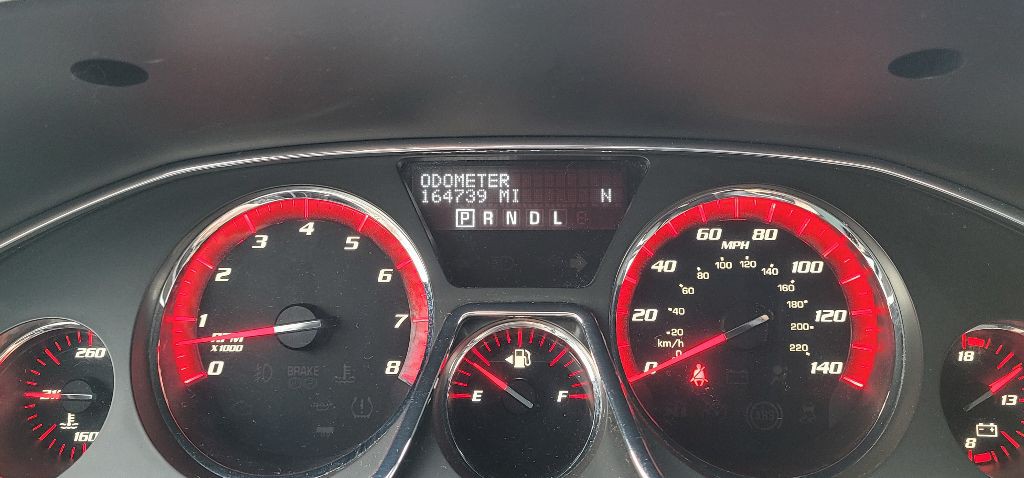 ODOMETER
164739 MI N
P R N D L
0 1 2 3 4 5 6 7 8
RPM
X1000
BRAKE
0 20 40 60 80 100 120 140
MPH
20 40 60 80 100 120 140 160 180 200 220
km/h
0
260
160
E F
18
13
8